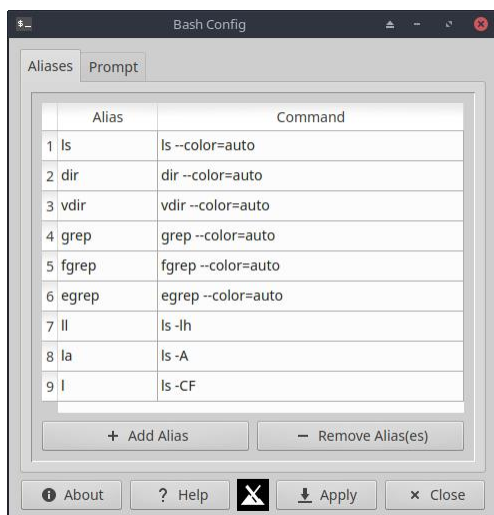 $_ Bash Config
Aliases Prompt
Alias Command
1 ls ls --color=auto
2 dir dir --color=auto
3 vdir vdir --color=auto
4 grep grep --color=auto
5 fgrep fgrep --color=auto
6 egrep egrep --color=auto
7 ll ls -lh
8 la ls -A
9 l ls -CF
+ Add Alias − Remove Alias(es)
About ? Help Apply × Close